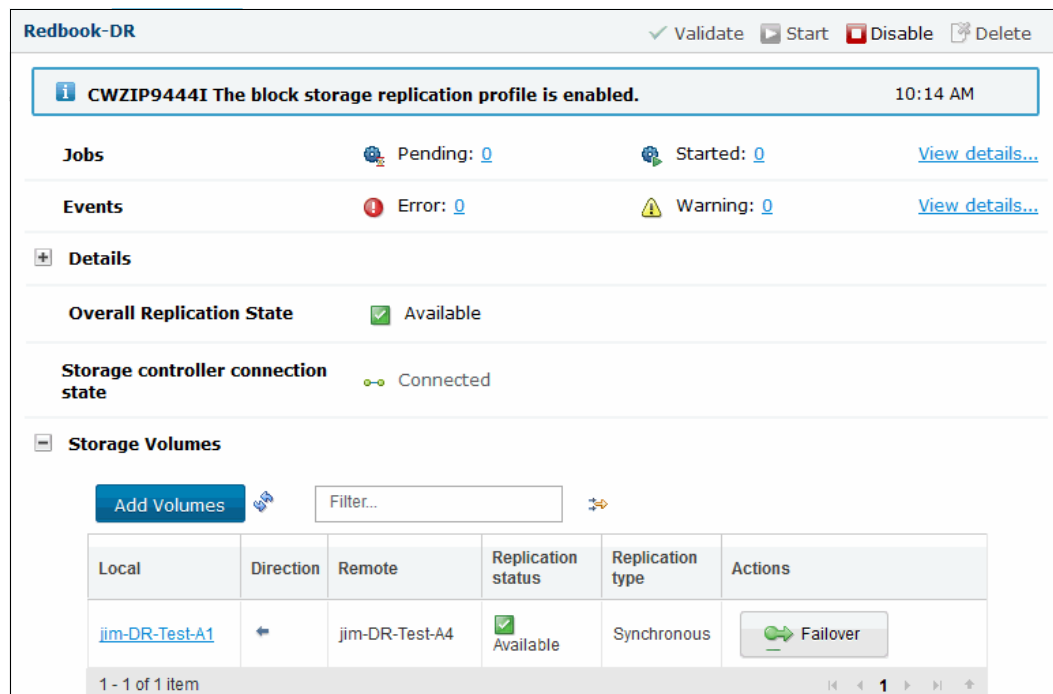 Redbook-DR Validate Start Disable Delete
CWZIP9444I The block storage replication profile is enabled. 10:14 AM
Jobs Pending: 0 Started: 0 View details...
Events Error: 0 Warning: 0 View details...
Details
Overall Replication State Available
Storage controller connection
state
Connected
Storage Volumes
Add Volumes Filter...
Local Direction Remote Replication
status Replication
type Actions
jim-DR-Test-A1 jim-DR-Test-A4 Available Synchronous Failover
1 - 1 of 1 item 1